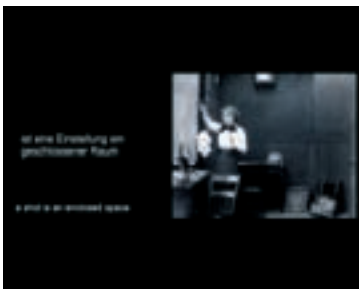 ist eine Einstellung ein
geschlossener Raum
a shot is an enclosed space